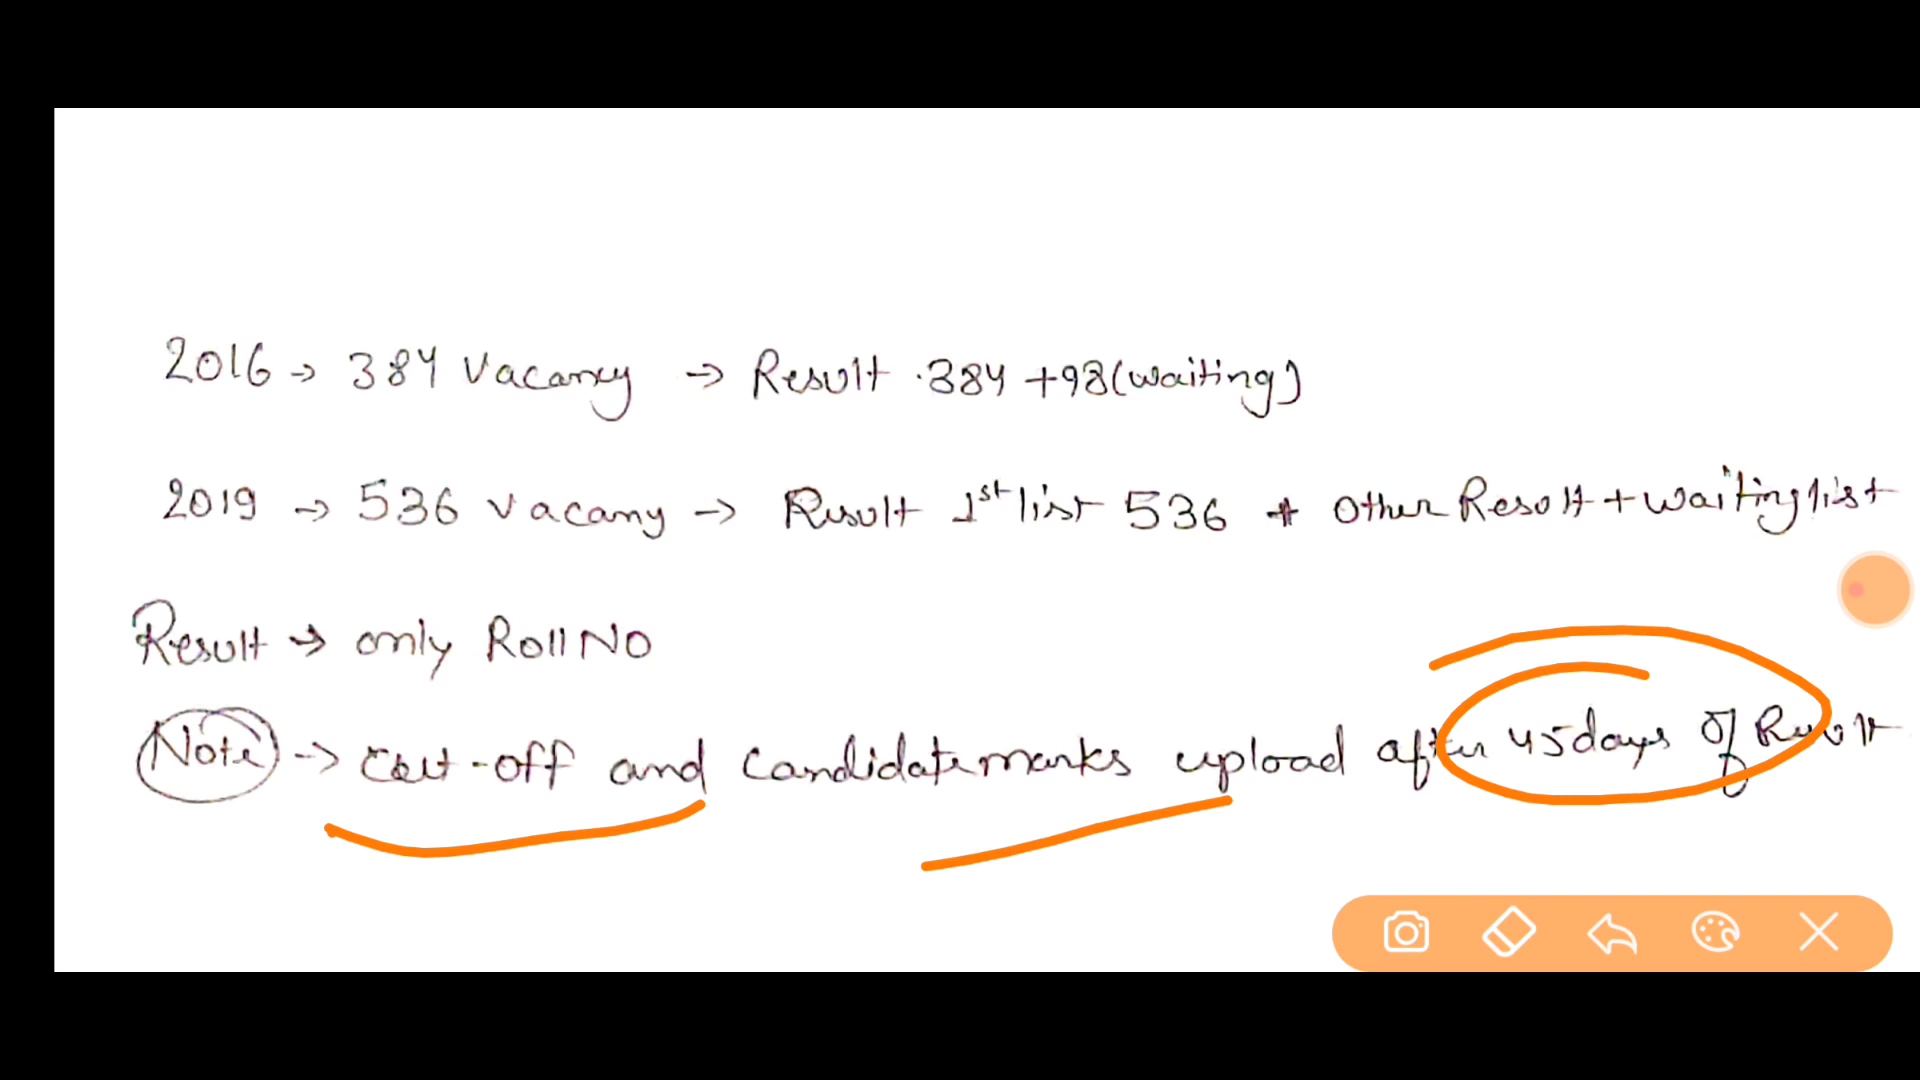 2016 → 384 Vacancy → Result 384 + 98 (waiting)
2019 → 536 vacancy → Result 1st list 536 + Other Result + waiting list
Result → only Roll NO
Note → Cut-off and Candidate marks upload after 45 days of Result